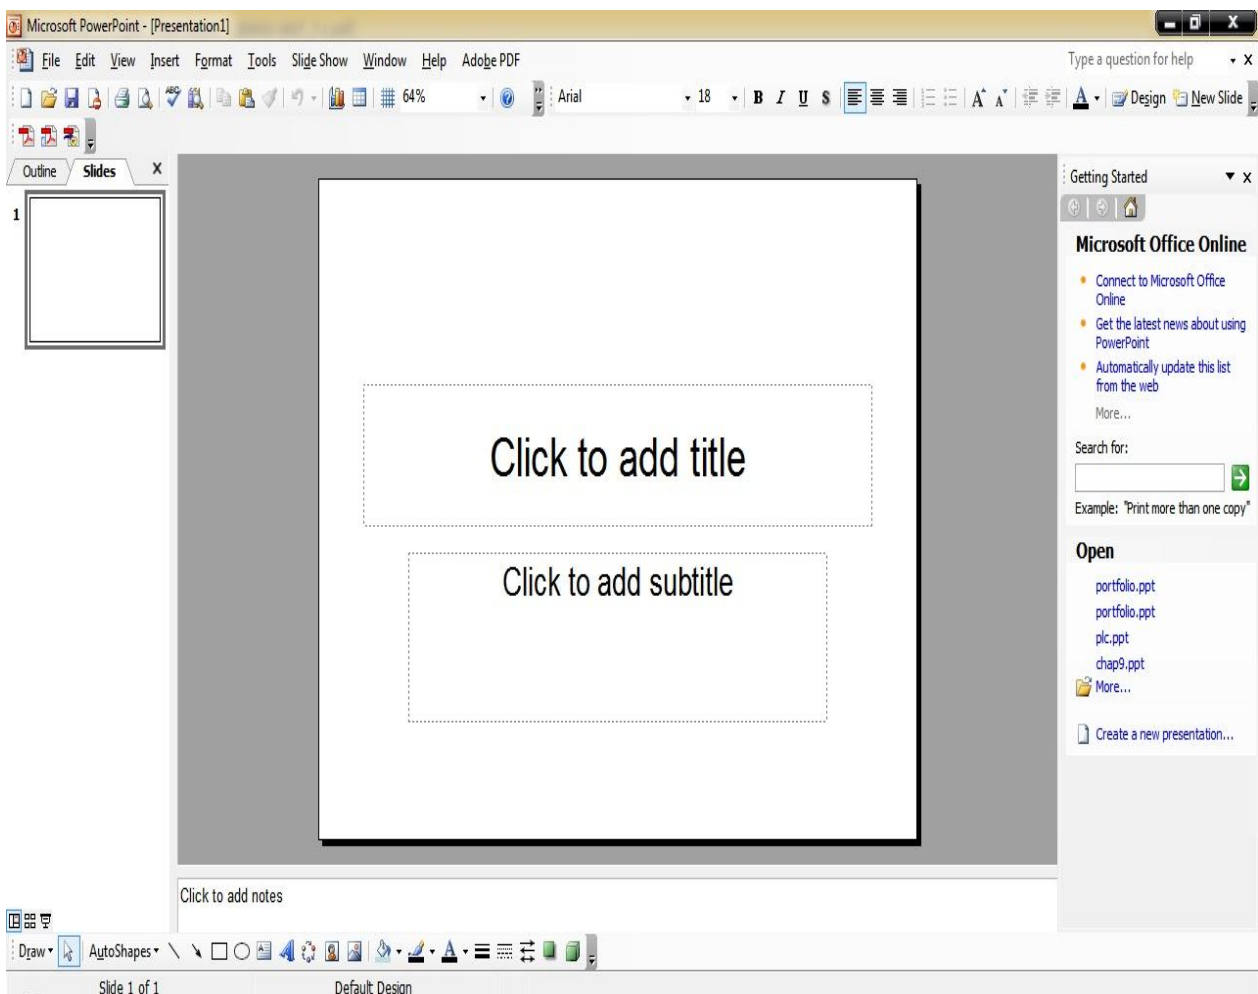 Microsoft PowerPoint - [Presentation1]
File Edit View Insert Format Tools Slide Show Window Help Adobe PDF Type a question for help
64% Arial 18 B I U S A A A Design New Slide
Outline Slides X
1
Click to add title
Click to add subtitle
Click to add notes
Getting Started
Microsoft Office Online
Connect to Microsoft Office
Online
Get the latest news about using
PowerPoint
Automatically update this list
from the web
More...
Search for:
Example: "Print more than one copy"
Open
portfolio.ppt
portfolio.ppt
plc.ppt
chap9.ppt
More...
Create a new presentation...
Draw AutoShapes A A
Slide 1 of 1 Default Design